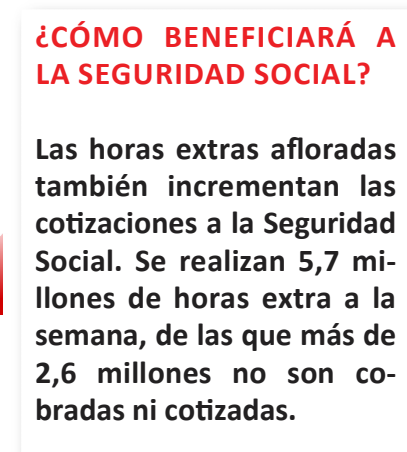 ¿CÓMO BENEFICIARÁ A
LA SEGURIDAD SOCIAL?
Las horas extras afloradas
también incrementan las
cotizaciones a la Seguridad
Social. Se realizan 5,7 mi-
llones de horas extra a la
semana, de las que más de
2,6 millones no son co-
bradas ni cotizadas.